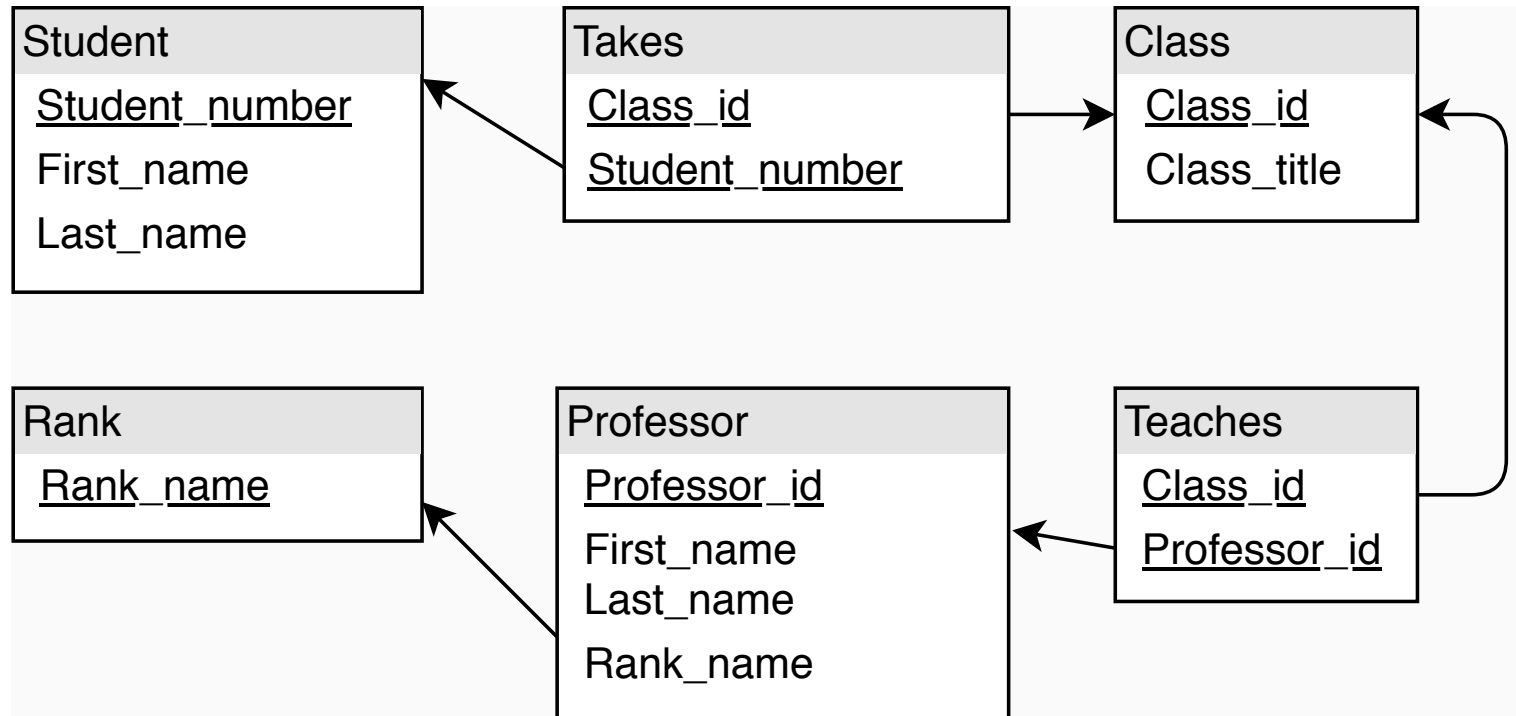 Student
Student_number
First_name
Last_name
Takes
Class_id
Student_number
Class
Class_id
Class_title
Rank
Rank_name
Professor
Professor_id
First_name
Last_name
Rank_name
Teaches
Class_id
Professor_id